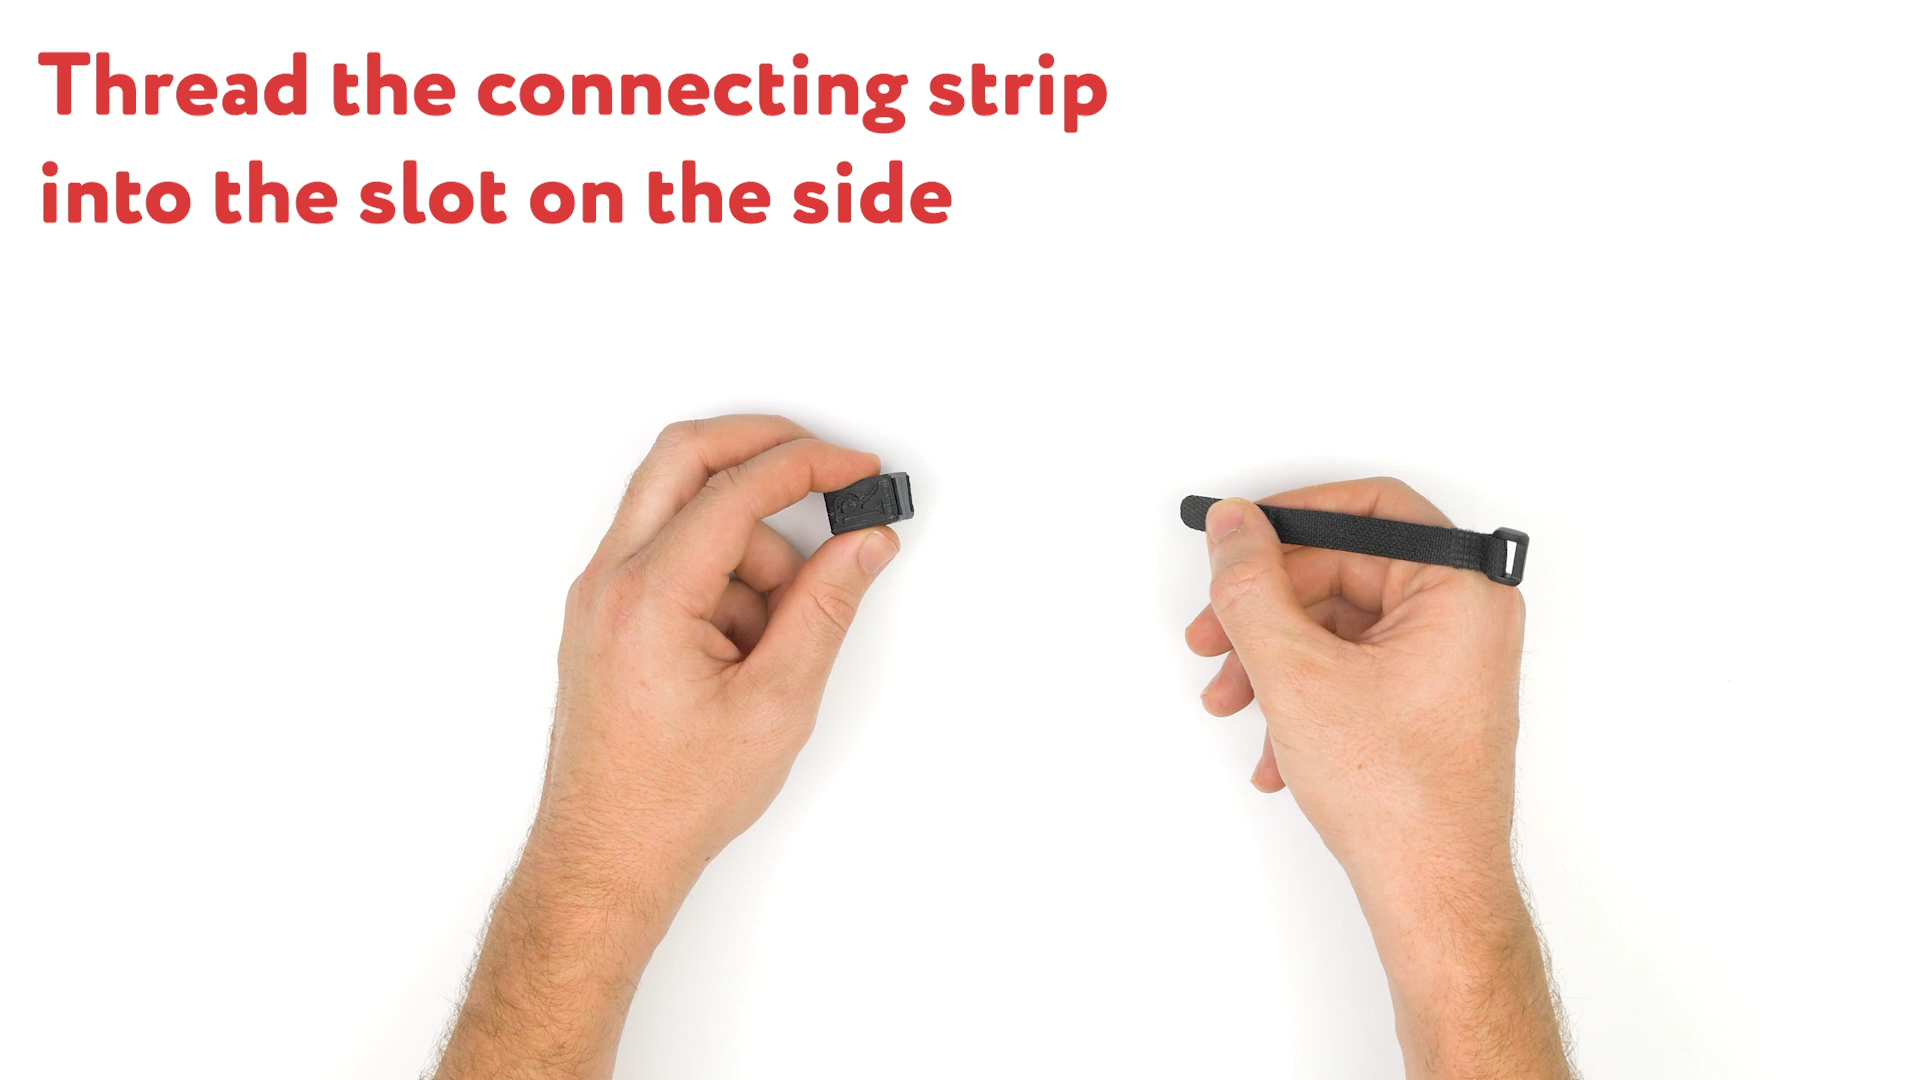 Thread the connecting strip
into the slot on the side
R